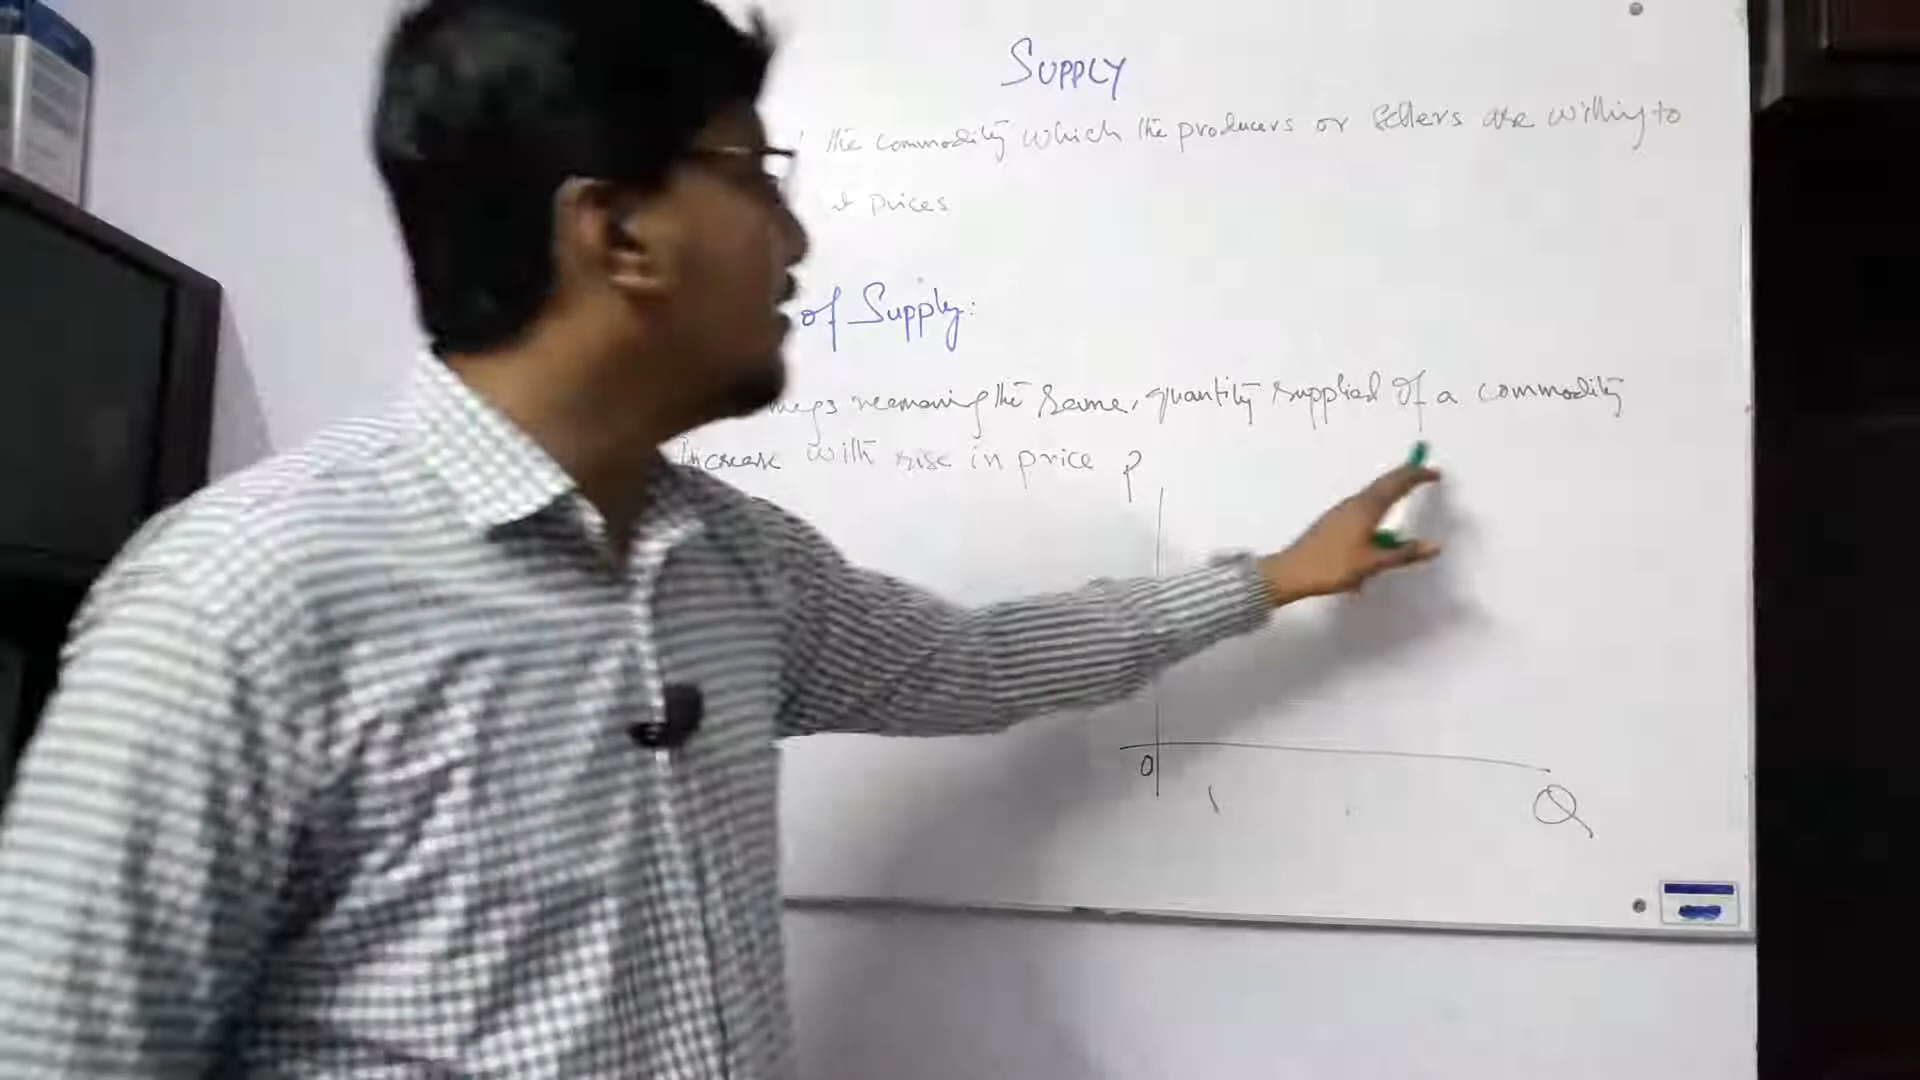 SUPPLY
the commodity which the producers or sellers are willing to
prices
of Supply:
remaining the same, quantity supplied of a commodity
Increase with rise in price
P
0
Q